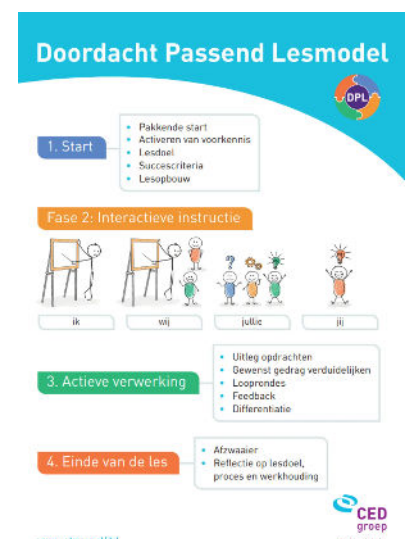 Doordacht Passend Lesmodel
DPL
1. Start
• Pakkende start
• Activeren van voorkennis
• Lesdoel
• Succescriteria
• Lesopbouw
Fase 2: Interactieve instructie
?
ik
wij
jullie
jij
3. Actieve verwerking
• Uitleg opdrachten
• Gewenst gedrag verduidelijken
• Looprondes
• Feedback
• Differentiatie
4. Einde van de les
• Afzwaaier
• Reflectie op lesdoel,
proces en werkhouding
CED
groep